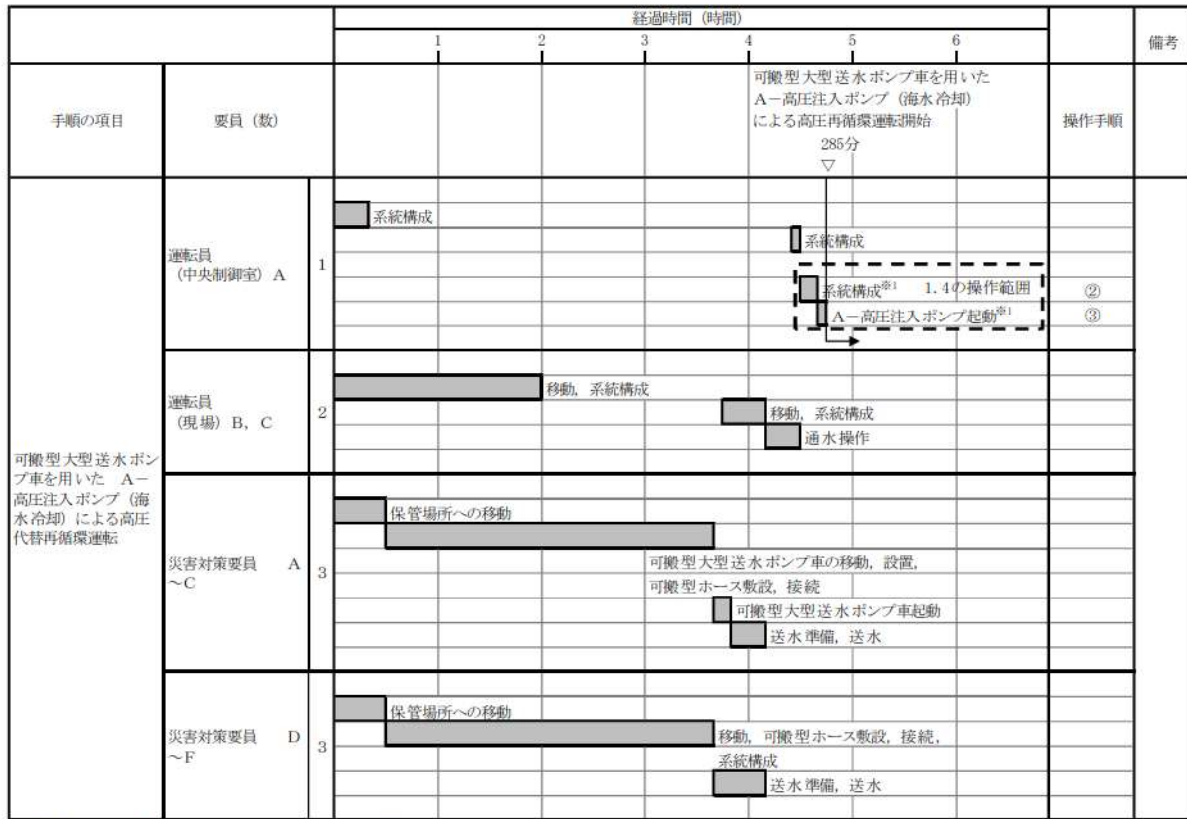 経過時間（時間）
1 2 3 4 5 6
備考
手順の項目
要員（数）
可搬型大型送水ポンプ車を用いた
A－高圧注入ポンプ（海水冷却）
による高圧再循環運転開始
285分
▽
操作手順
可搬型大型送水ポン
プ車を用いた　A－
高圧注入ポンプ（海
水冷却）による高圧
代替再循環運転
運転員
（中央制御室）A
1
系統構成
系統構成
系統構成※1　1.4の操作範囲
②
A－高圧注入ポンプ起動※1
③
運転員
（現場）B，C
2
移動，系統構成
移動，系統構成
通水操作
災害対策要員　A
～C
3
保管場所への移動
可搬型大型送水ポンプ車の移動，設置，
可搬型ホース敷設，接続
可搬型大型送水ポンプ車起動
送水準備，送水
災害対策要員　D
～F
3
保管場所への移動
移動，可搬型ホース敷設，接続，
系統構成
送水準備，送水